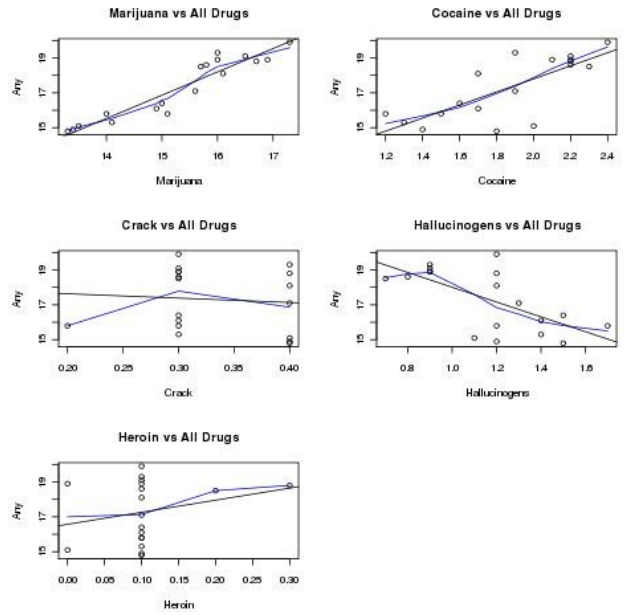 Marijuana vs All Drugs
Any
15 17 19
14 15 16 17
Marijuana
Cocaine vs All Drugs
Any
15 17 19
1.2 1.4 1.6 1.8 2.0 2.2 2.4
Cocaine
Crack vs All Drugs
Any
15 17 19
0.20 0.25 0.30 0.35 0.40
Crack
Hallucinogens vs All Drugs
Any
15 17 19
0.8 1.0 1.2 1.4 1.6
Hallucinogens
Heroin vs All Drugs
Any
15 17 19
0.00 0.05 0.10 0.15 0.20 0.25 0.30
Heroin